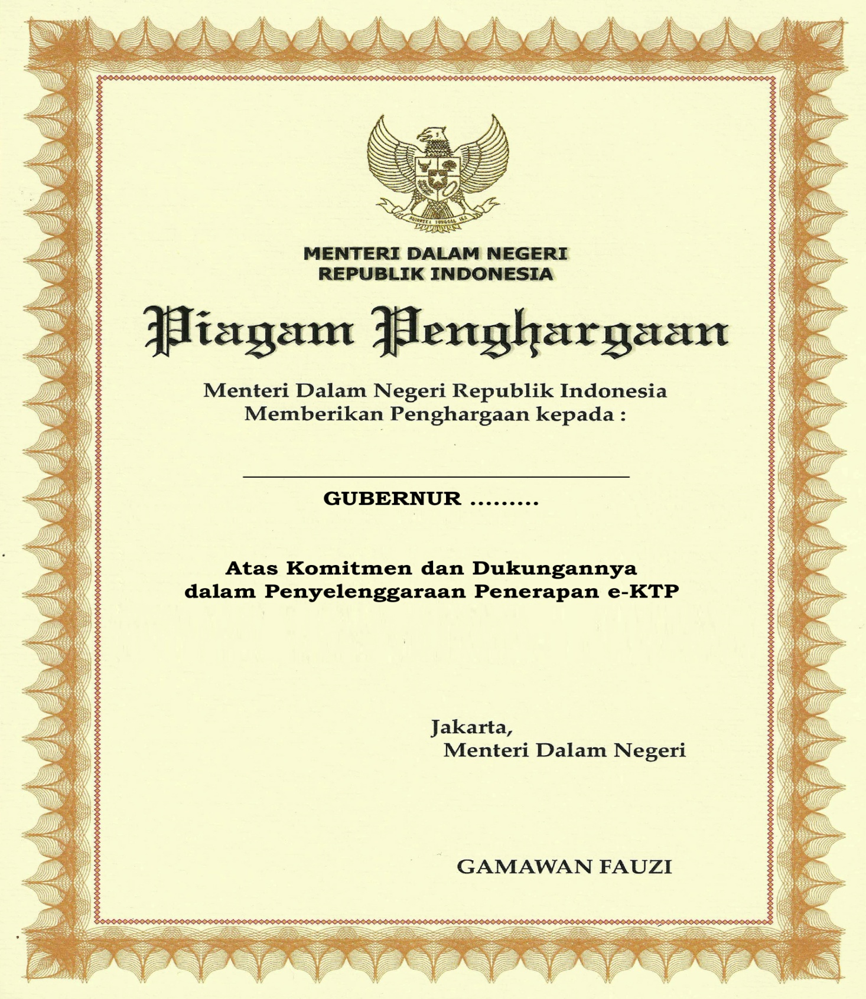 BHINNEKA TUNGGAL IKA
MENTERI DALAM NEGERI
REPUBLIK INDONESIA
Piagam Penghargaan
Menteri Dalam Negeri Republik Indonesia
Memberikan Penghargaan kepada :
GUBERNUR .........
Atas Komitmen dan Dukungannya
dalam Penyelenggaraan Penerapan e-KTP
Jakarta,
Menteri Dalam Negeri
GAMAWAN FAUZI